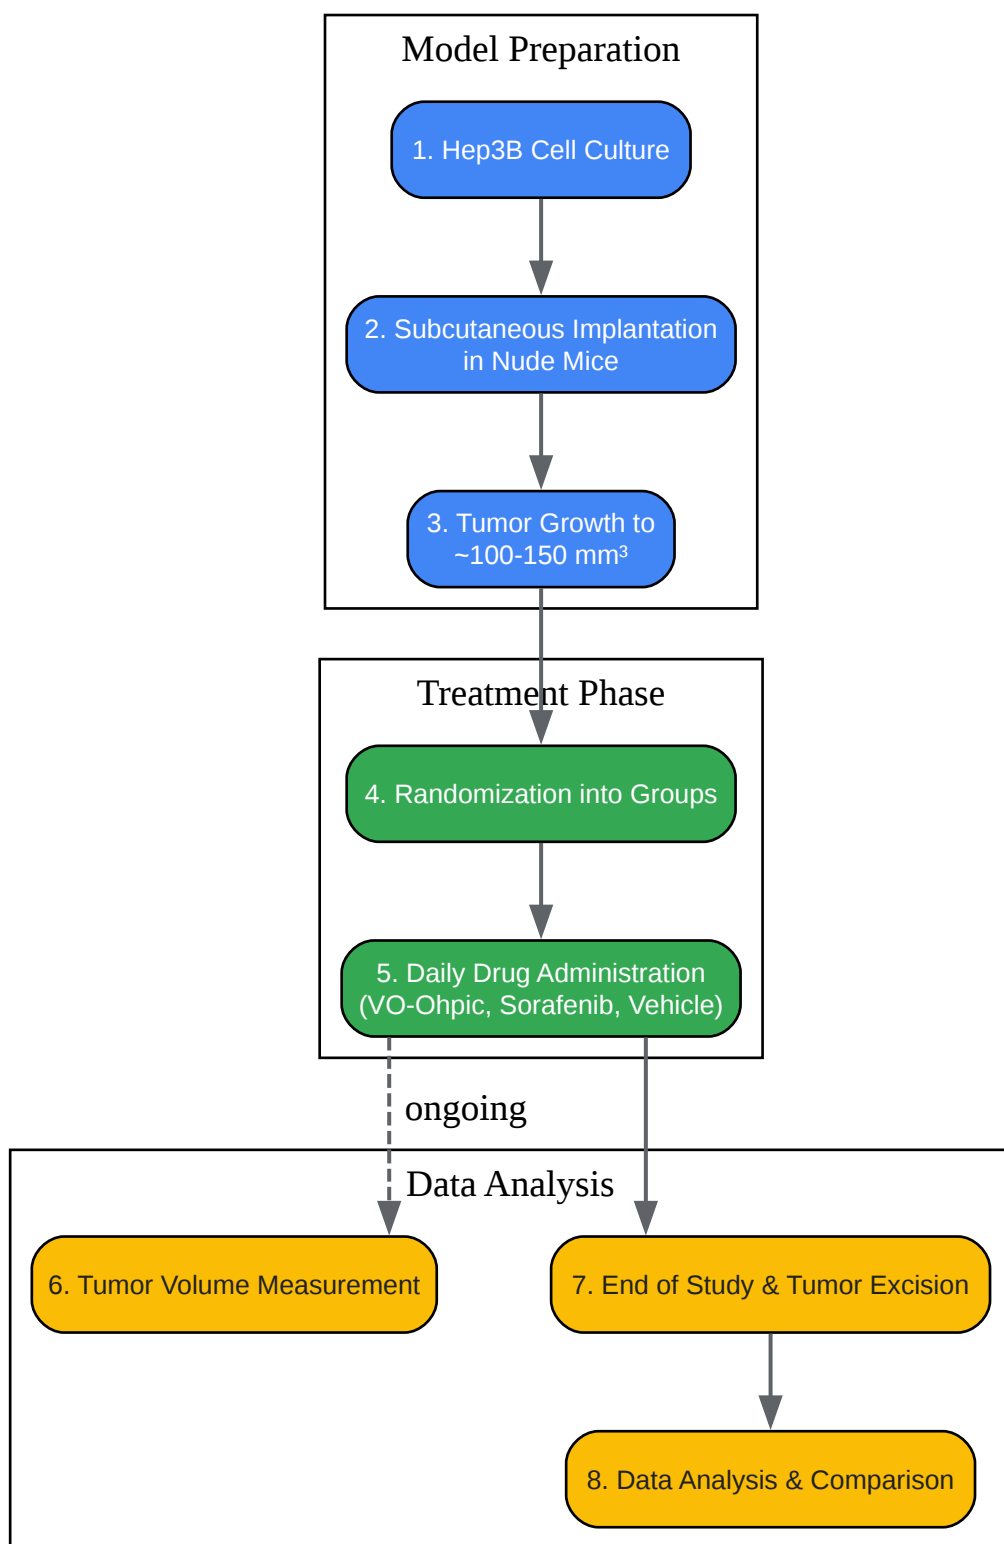 Model Preparation
1. Hep3B Cell Culture
2. Subcutaneous Implantation
in Nude Mice
3. Tumor Growth to
~100-150 mm³
Treatment Phase
4. Randomization into Groups
5. Daily Drug Administration
(VO-Ohpic, Sorafenib, Vehicle)
ongoing
Data Analysis
6. Tumor Volume Measurement
7. End of Study & Tumor Excision
8. Data Analysis & Comparison